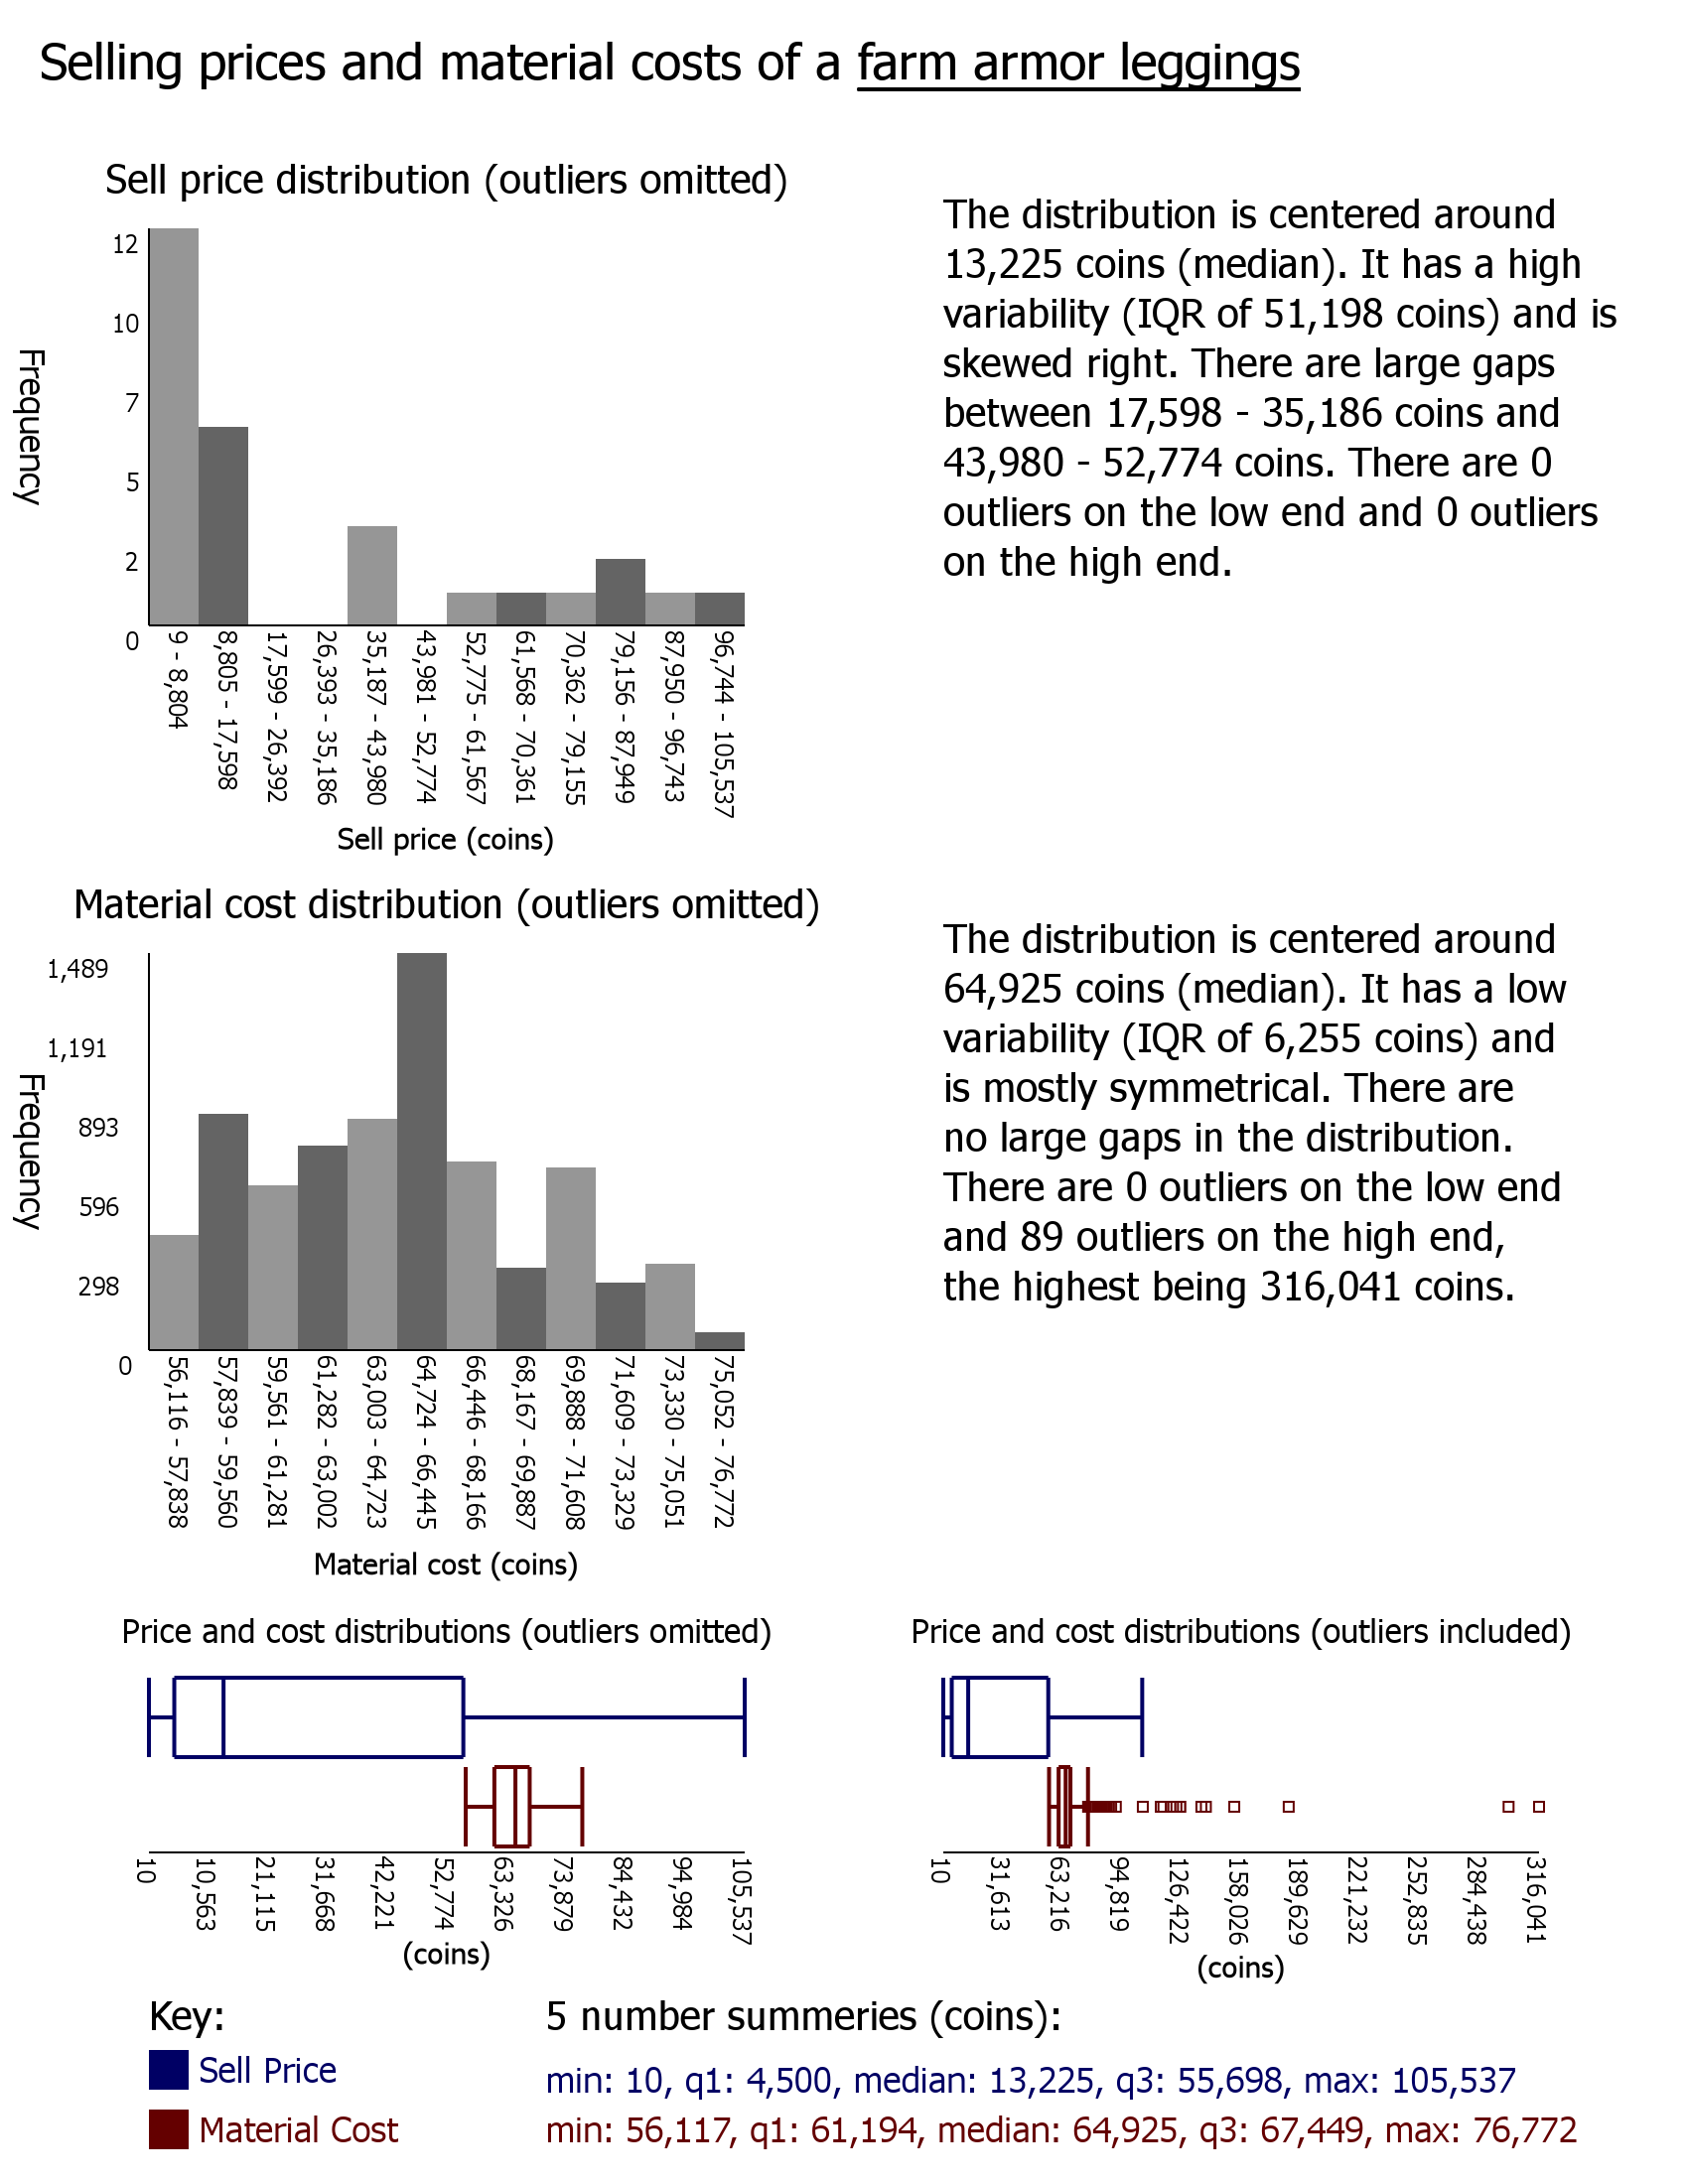 Selling prices and material costs of a farm armor leggings
Sell price distribution (outliers omitted)
12
10
7
5
2
0
Frequency
9 - 8,804
8,805 - 17,598
17,599 - 26,392
26,393 - 35,186
35,187 - 43,980
43,981 - 52,774
52,775 - 61,567
61,568 - 70,361
70,362 - 79,155
79,156 - 87,949
87,950 - 96,743
96,744 - 105,537
Sell price (coins)
The distribution is centered around
13,225 coins (median). It has a high
variability (IQR of 51,198 coins) and is
skewed right. There are large gaps
between 17,598 - 35,186 coins and
43,980 - 52,774 coins. There are 0
outliers on the low end and 0 outliers
on the high end.
Material cost distribution (outliers omitted)
1,489
1,191
893
596
298
0
Frequency
56,116 - 57,838
57,839 - 59,560
59,561 - 61,281
61,282 - 63,002
63,003 - 64,723
64,724 - 66,445
66,446 - 68,166
68,167 - 69,887
69,888 - 71,608
71,609 - 73,329
73,330 - 75,051
75,052 - 76,772
Material cost (coins)
The distribution is centered around
64,925 coins (median). It has a low
variability (IQR of 6,255 coins) and
is mostly symmetrical. There are
no large gaps in the distribution.
There are 0 outliers on the low end
and 89 outliers on the high end,
the highest being 316,041 coins.
Price and cost distributions (outliers omitted)
10
10,563
21,115
31,668
42,221
52,774
63,326
73,879
84,432
94,984
105,537
(coins)
Price and cost distributions (outliers included)
10
31,613
63,216
94,819
126,422
158,026
189,629
221,232
252,835
284,438
316,041
(coins)
Key:
Sell Price
Material Cost
5 number summeries (coins):
min: 10, q1: 4,500, median: 13,225, q3: 55,698, max: 105,537
min: 56,117, q1: 61,194, median: 64,925, q3: 67,449, max: 76,772